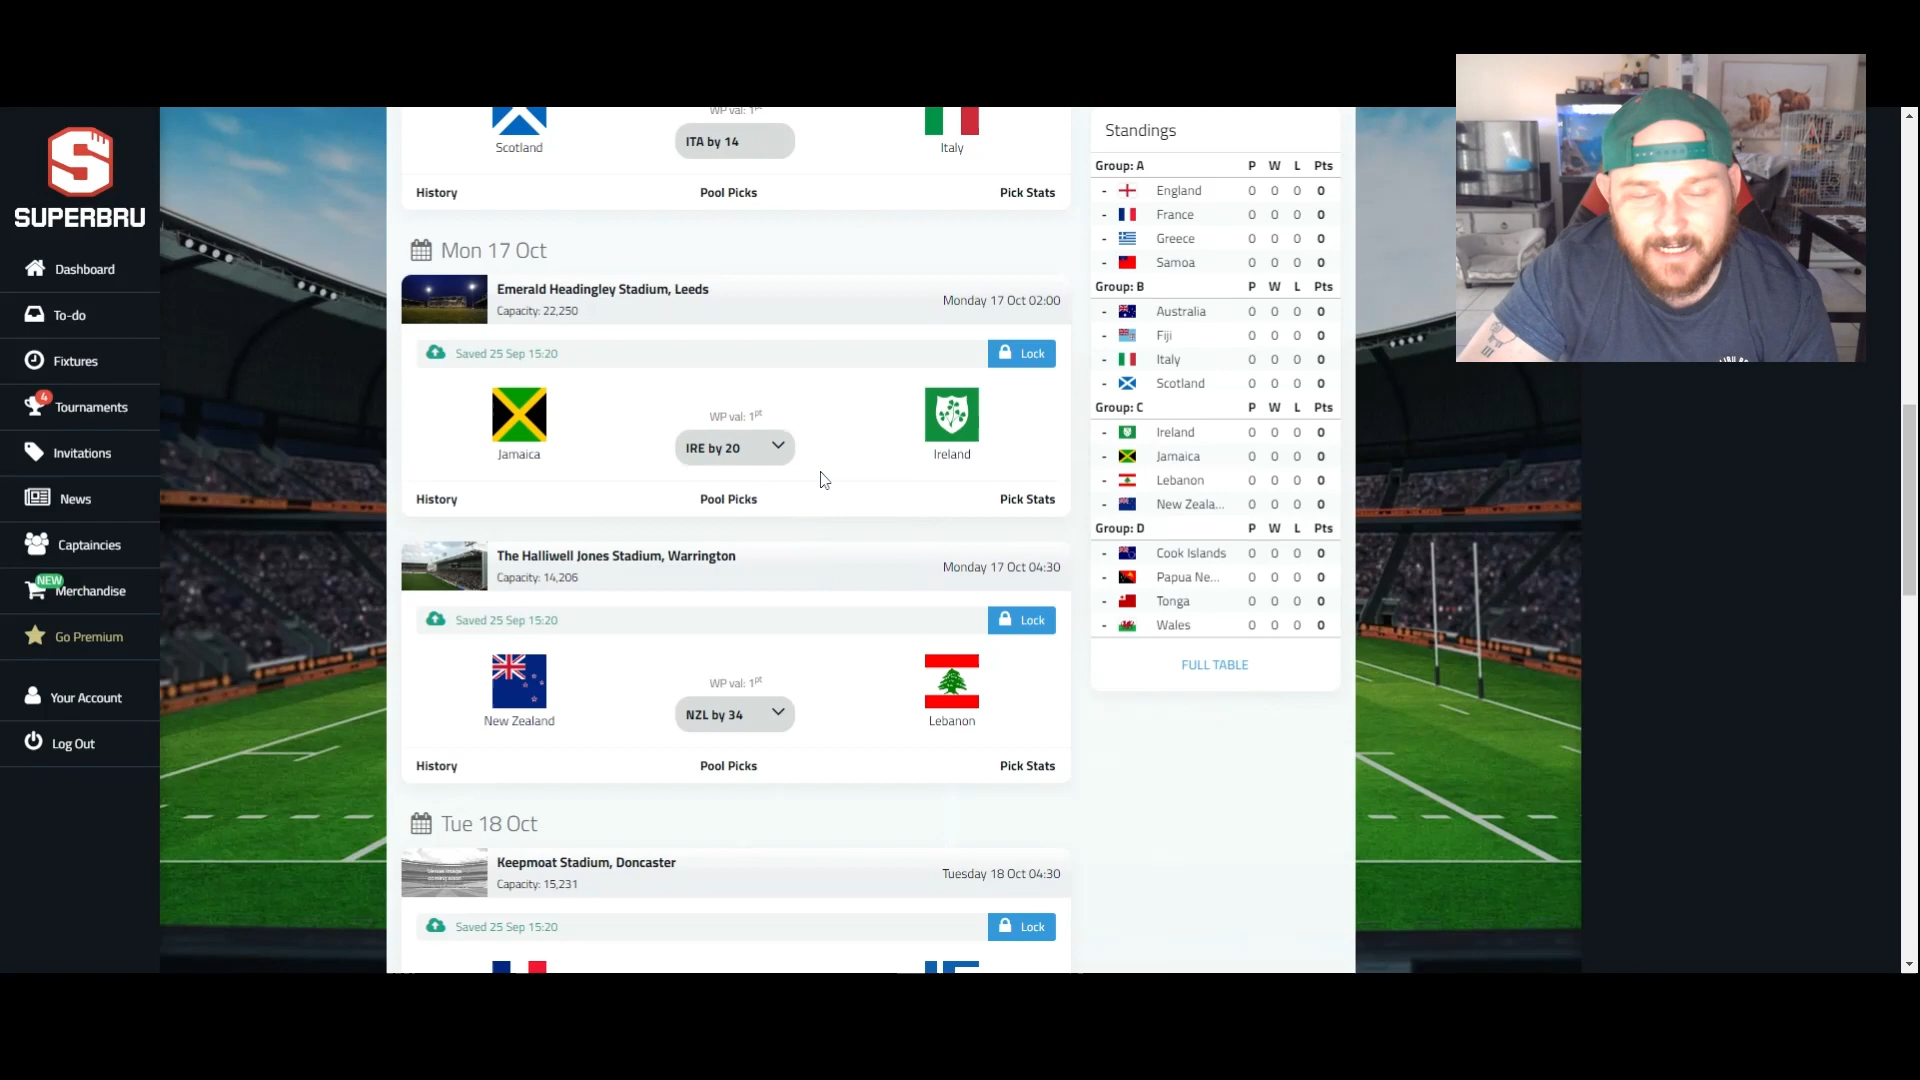 SUPERBRU
Dashboard
To-do
Fixtures
4
Tournaments
Invitations
News
Captaincies
NEW
Merchandise
Go Premium
Your Account
Log Out
WP val: 1pt
Scotland
ITA by 14
Italy
History Pool Picks Pick Stats
Mon 17 Oct
Emerald Headingley Stadium, Leeds
Capacity: 22,250
Monday 17 Oct 02:00
Saved 25 Sep 15:20
Lock
WP val: 1pt
Jamaica
IRE by 20
Ireland
History Pool Picks Pick Stats
The Halliwell Jones Stadium, Warrington
Capacity: 14,206
Monday 17 Oct 04:30
Saved 25 Sep 15:20
Lock
WP val: 1pt
New Zealand
NZL by 34
Lebanon
History Pool Picks Pick Stats
Tue 18 Oct
Keepmoat Stadium, Doncaster
Capacity: 15,231
Tuesday 18 Oct 04:30
Saved 25 Sep 15:20
Lock
Standings
Group: A P W L Pts
- England 0 0 0 0
- France 0 0 0 0
- Greece 0 0 0 0
- Samoa 0 0 0 0
Group: B P W L Pts
- Australia 0 0 0 0
- Fiji 0 0 0 0
- Italy 0 0 0 0
- Scotland 0 0 0 0
Group: C P W L Pts
- Ireland 0 0 0 0
- Jamaica 0 0 0 0
- Lebanon 0 0 0 0
- New Zeala... 0 0 0 0
Group: D P W L Pts
- Cook Islands 0 0 0 0
- Papua Ne... 0 0 0 0
- Tonga 0 0 0 0
- Wales 0 0 0 0
FULL TABLE